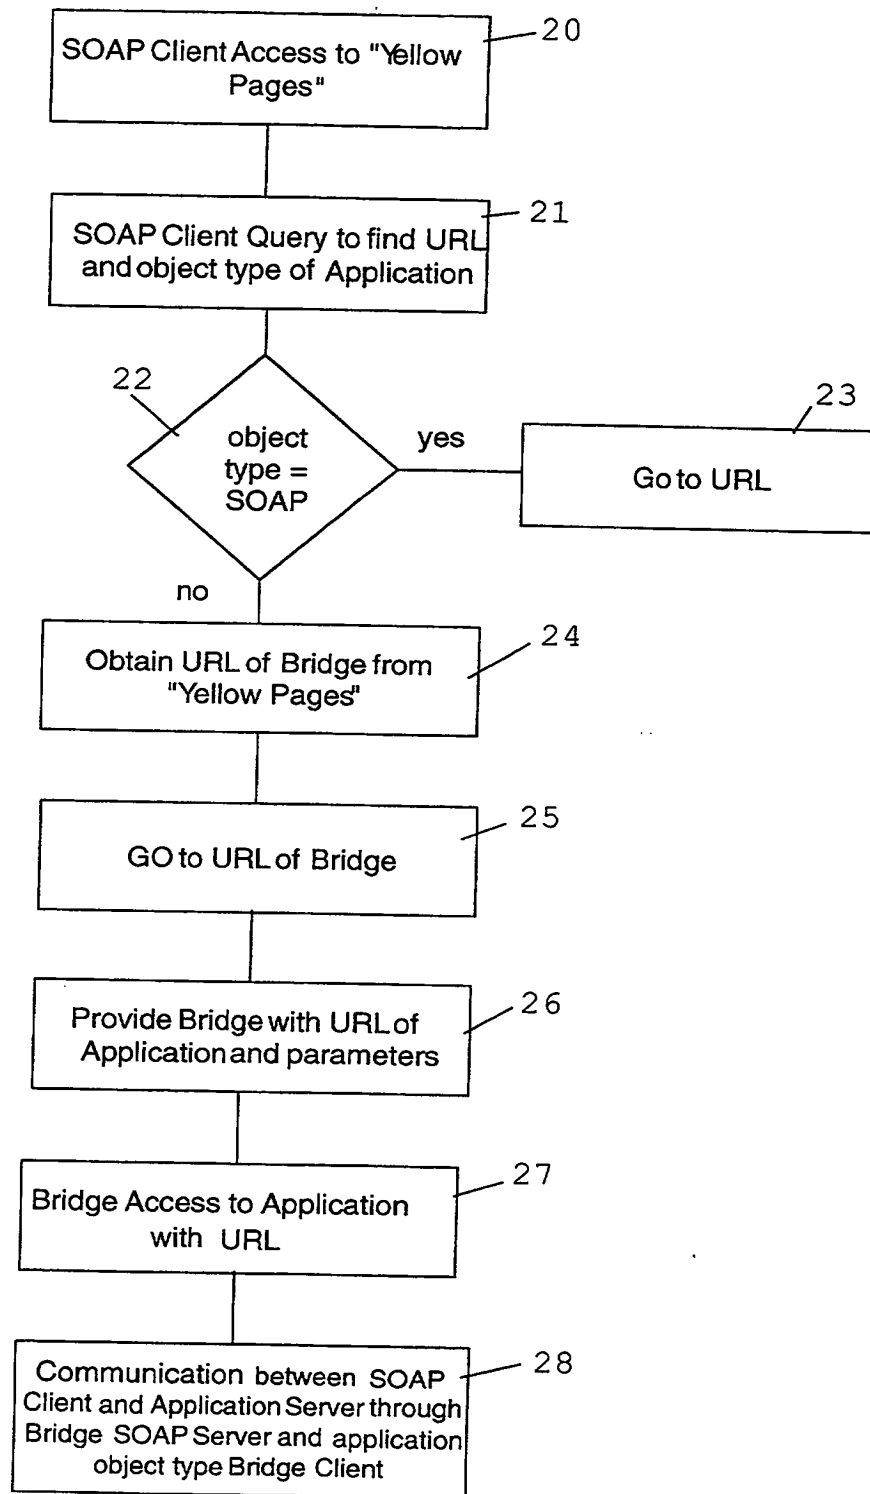 20
SOAP Client Access to "Yellow
Pages"
21
SOAP Client Query to find URL
and object type of Application
22
object
type =
SOAP
yes
23
Go to URL
no
24
Obtain URL of Bridge from
"Yellow Pages"
25
GO to URL of Bridge
26
Provide Bridge with URL of
Application and parameters
27
Bridge Access to Application
with URL
28
Communication between SOAP
Client and Application Server through
Bridge SOAP Server and application
object type Bridge Client